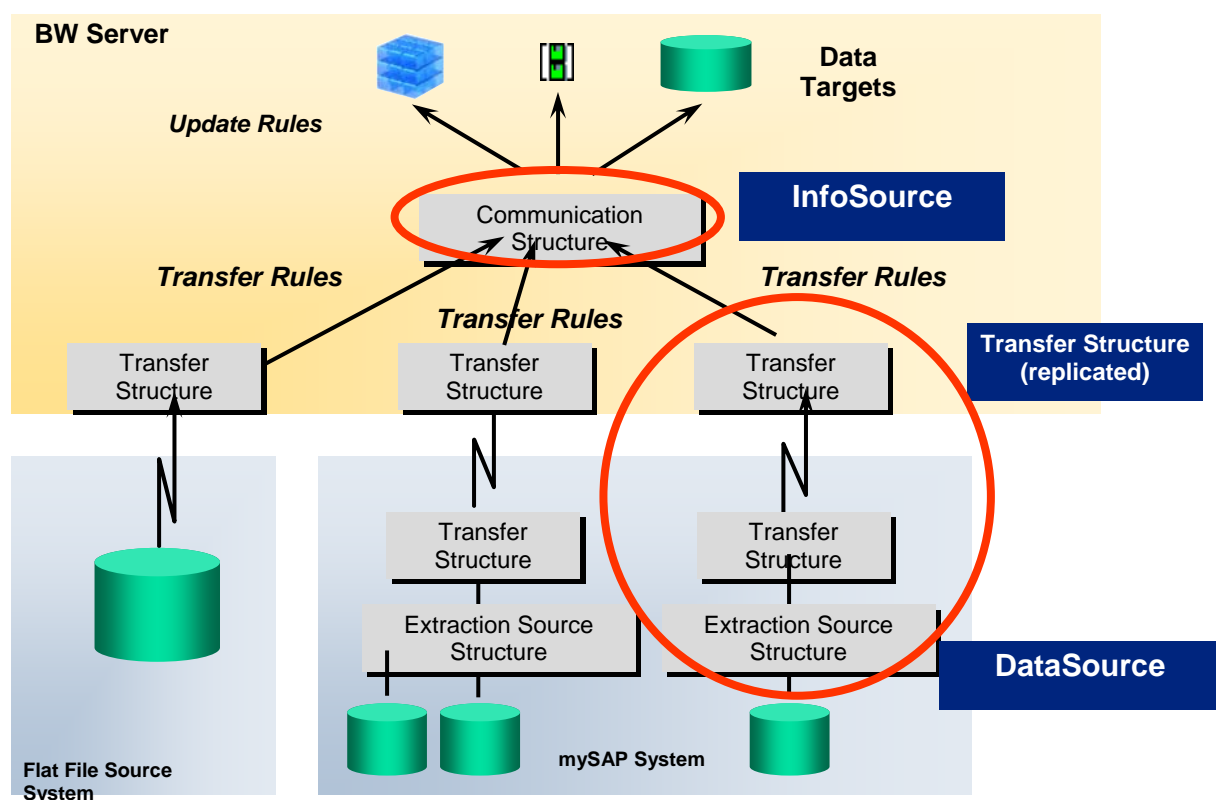 BW Server
Data
Targets
Update Rules
InfoSource
Communication
Structure
Transfer Rules
Transfer Rules
Transfer Rules
Transfer
Structure
Transfer
Structure
Transfer
Structure
Transfer Structure
(replicated)
Transfer
Structure
Transfer
Structure
Extraction Source
Structure
Extraction Source
Structure
DataSource
mySAP System
Flat File Source
System